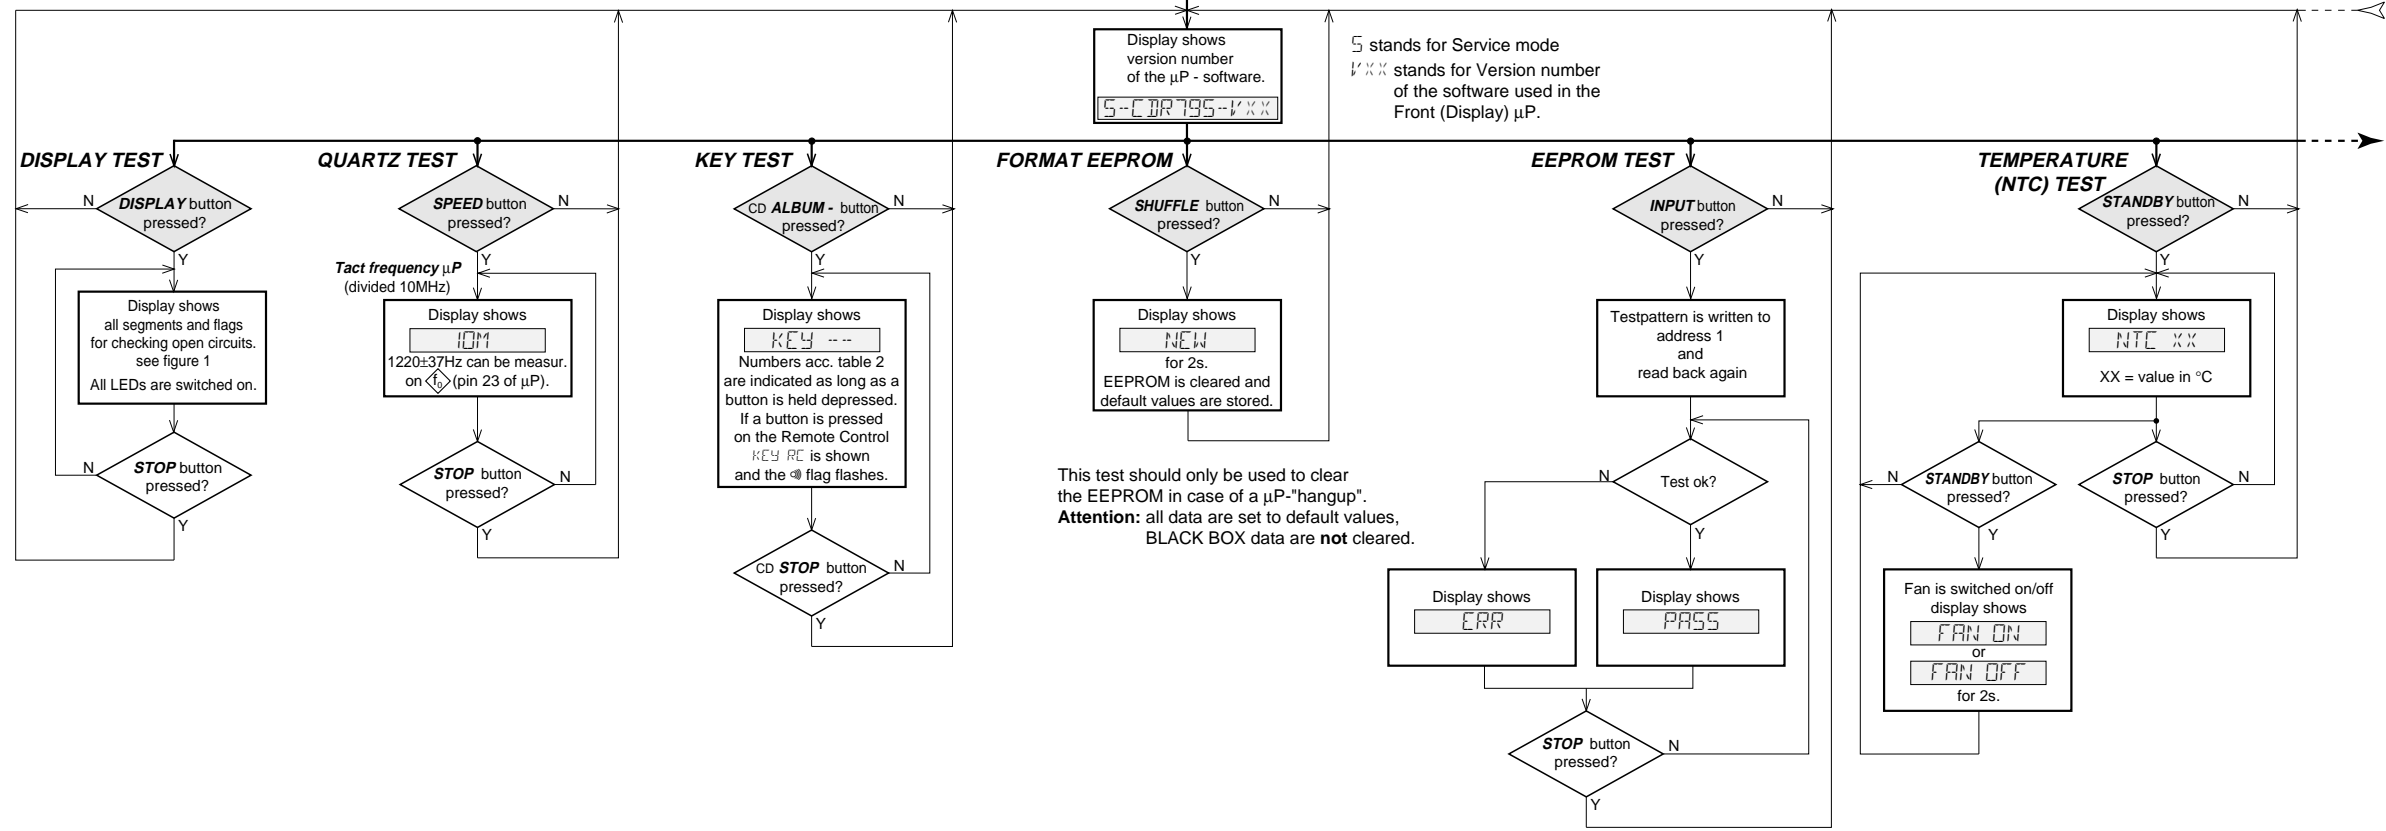 Display shows
version number
of the µP - software.
S-CDR795-VXX
S stands for Service mode
VXX stands for Version number
of the software used in the
Front (Display) µP.
DISPLAY TEST
N
DISPLAY button
pressed?
Y
Display shows
all segments and flags
for checking open circuits.
see figure 1
All LEDs are switched on.
N
STOP button
pressed?
Y
QUARTZ TEST
SPEED button
pressed?
N
Y
Tact frequency µP
(divided 10MHz)
Display shows
10M
1220±37Hz can be measur.
on f0 (pin 23 of µP).
STOP button
pressed?
N
Y
KEY TEST
CD ALBUM - button
pressed?
N
Y
Display shows
KEY --
Numbers acc. table 2
are indicated as long as a
button is held depressed.
If a button is pressed
on the Remote Control
KEY RC is shown
and the flag flashes.
CD STOP button
pressed?
N
Y
FORMAT EEPROM
SHUFFLE button
pressed?
N
Y
Display shows
NEW
for 2s.
EEPROM is cleared and
default values are stored.
This test should only be used to clear
the EEPROM in case of a µP-"hangup".
Attention: all data are set to default values,
BLACK BOX data are not cleared.
EEPROM TEST
INPUT button
pressed?
N
Y
Testpattern is written to
address 1
and
read back again
N
Test ok?
Y
Display shows
ERR
Display shows
PASS
STOP button
pressed?
N
Y
TEMPERATURE
(NTC) TEST
STANDBY button
pressed?
N
Y
Display shows
NTC XX
XX = value in °C
N
STANDBY button
pressed?
Y
STOP button
pressed?
N
Y
Fan is switched on/off
display shows
FAN ON
or
FAN OFF
for 2s.